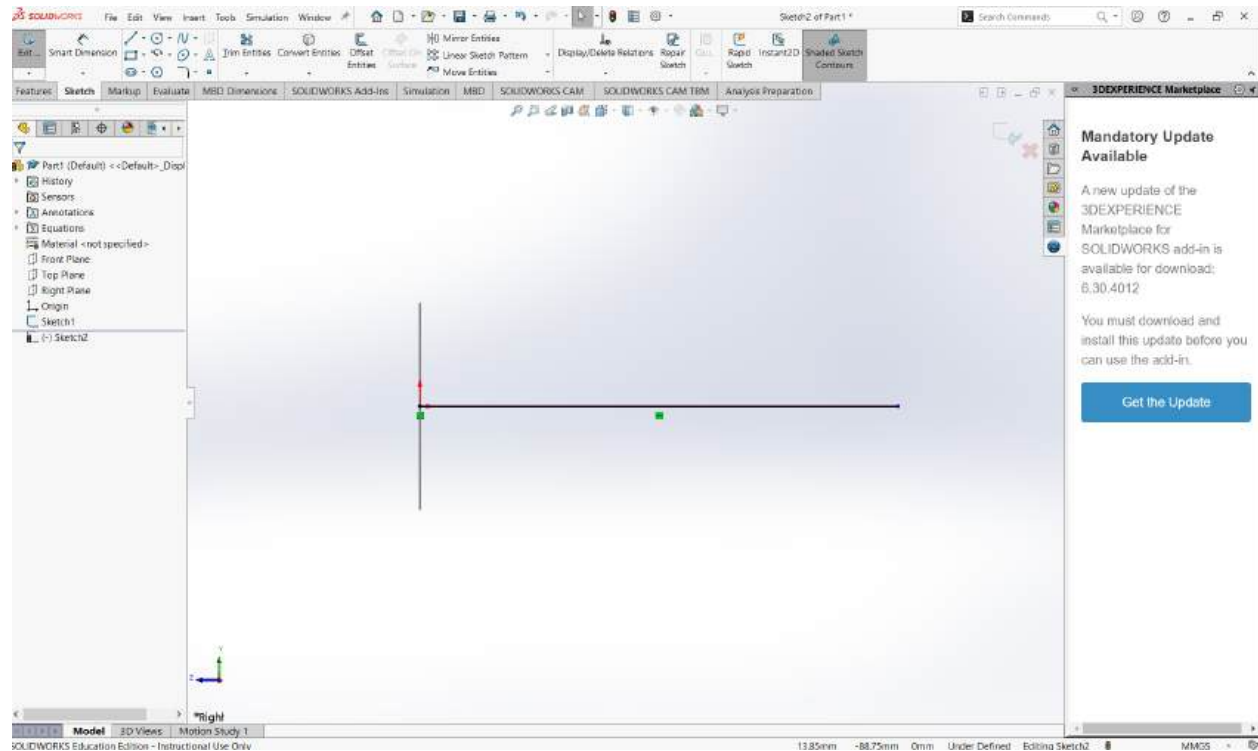 SOLIDWORKS File Edit View Insert Tools Simulation Window Sketch2 of Part1 * Search Commands
Smart Dimension Trim Entities Convert Entities Offset Entities Mirror Entities Linear Sketch Pattern Move Entities Display/Delete Relations Repair Sketch Rapid Sketch Instant2D Shaded Sketch Contours
Features Sketch Markup Evaluate MBD Dimensions SOLIDWORKS Add-Ins Simulation MBD SOLIDWORKS CAM SOLIDWORKS CAM TBM Analysis Preparation
Part1 (Default) <<Default>_Displ
History
Sensors
Annotations
Equations
Material <not specified>
Front Plane
Top Plane
Right Plane
Origin
Sketch1
(-) Sketch2
Y
Z
*Right
3DEXPERIENCE Marketplace
Mandatory Update
Available
A new update of the
3DEXPERIENCE
Marketplace for
SOLIDWORKS add-in is
available for download:
6.30.4012
You must download and
install this update before you
can use the add-in.
Get the Update
Model 3D Views Motion Study 1
SOLIDWORKS Education Edition - Instructional Use Only 13.85mm -88.75mm 0mm Under Defined Editing Sketch2 MMGS